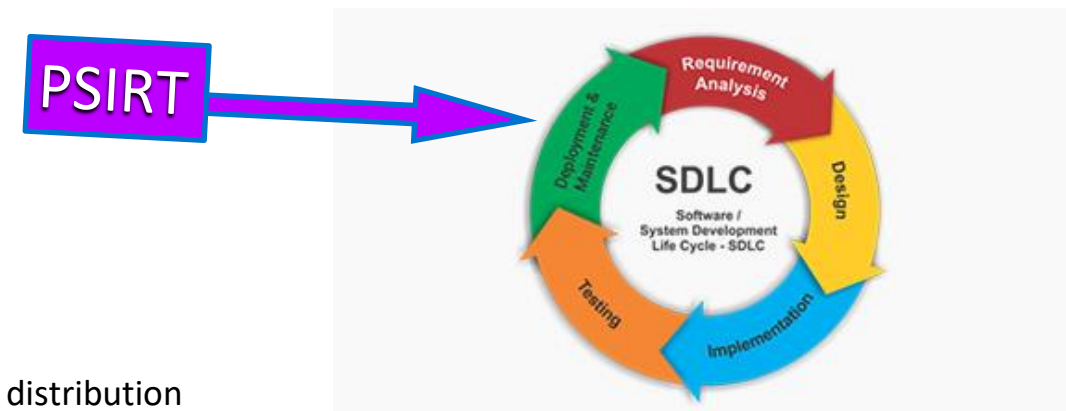 PSIRT
Requirement
Analysis
Design
Implementation
Testing
Deployment &
Maintenance
SDLC
Software /
System Development
Life Cycle - SDLC
distribution